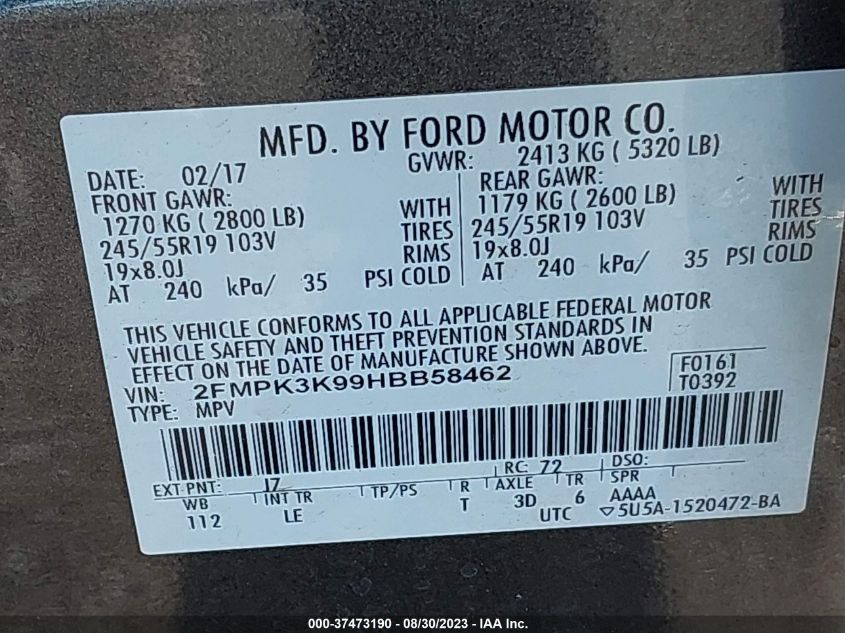 MFD. BY FORD MOTOR CO.
DATE: 02/17 GVWR: 2413 KG ( 5320 LB)
FRONT GAWR:
1270 KG ( 2800 LB) WITH
245/55R19 103V TIRES
19x8.0J RIMS
AT 240 kPa/ 35 PSI COLD
REAR GAWR:
1179 KG ( 2600 LB) WITH
245/55R19 103V TIRES
19x8.0J RIMS
AT 240 kPa/ 35 PSI COLD
THIS VEHICLE CONFORMS TO ALL APPLICABLE FEDERAL MOTOR
VEHICLE SAFETY AND THEFT PREVENTION STANDARDS IN
EFFECT ON THE DATE OF MANUFACTURE SHOWN ABOVE.
VIN: 2FMPK3K99HBB58462
TYPE: MPV
F0161
T0392
EXT PNT: J7 RC: 72 DSO:
WB INT TR TP/PS R AXLE TR SPR
112 LE T 3D 6 AAAA
UTC ▽5U5A-1520472-BA
000-37473190 - 08/30/2023 - IAA Inc.